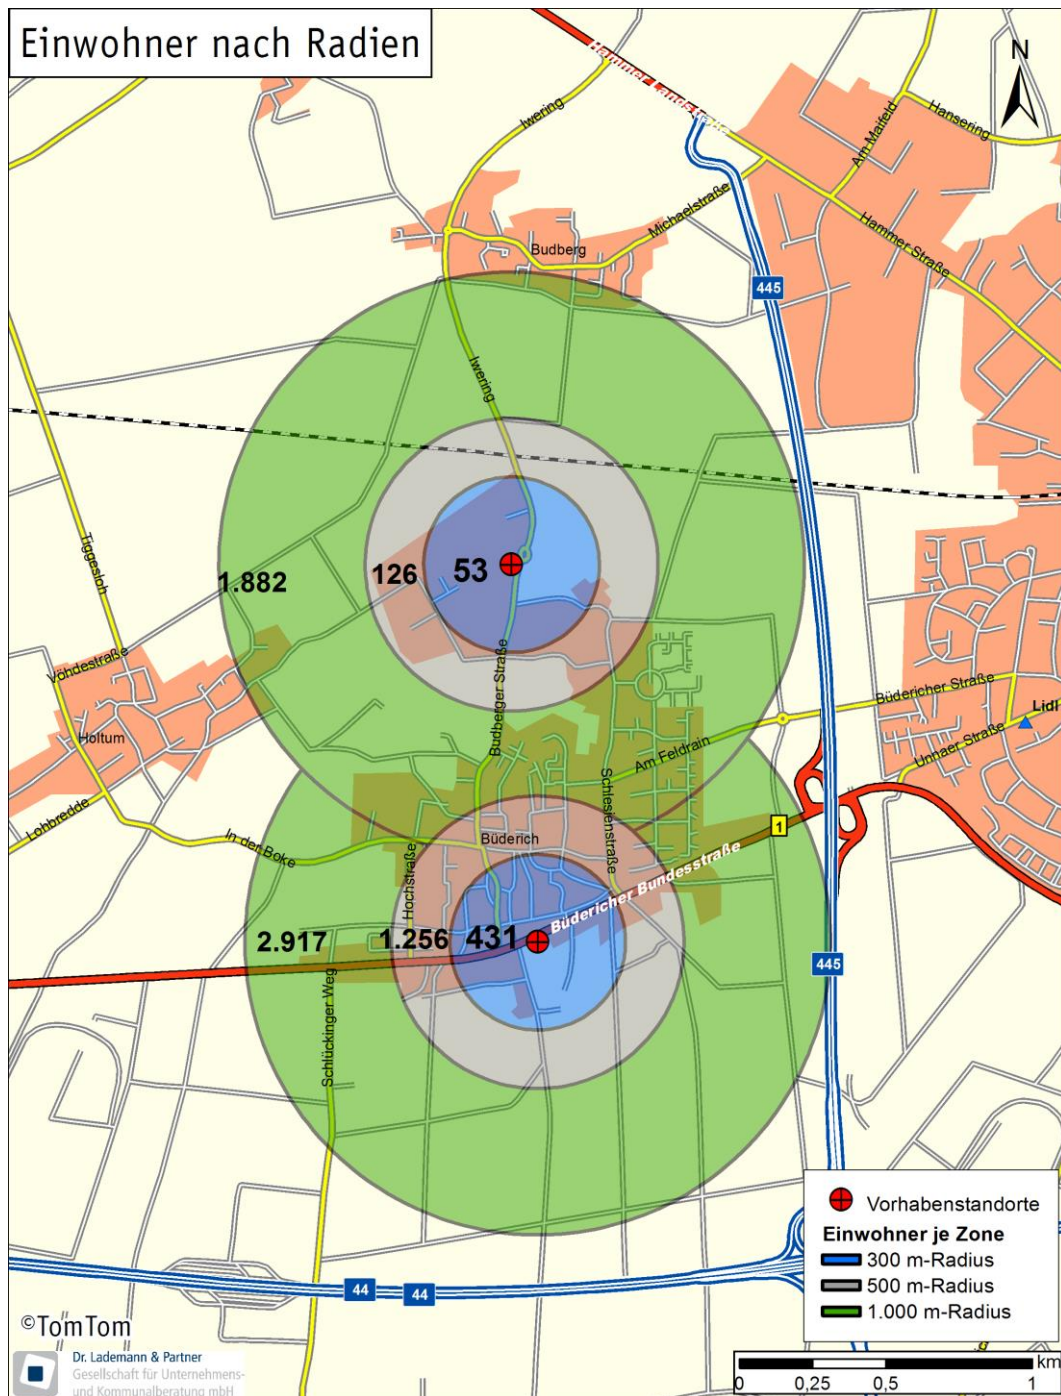 Einwohner nach Radien
N
Hammer Landstraße
Iwering
Am Maifeld
Hansering
Michaelstraße
Hammer Straße
Budberg
445
Iwering
Tiggesloh
1.882
126
53
Vöhdestraße
Holtum
Budberger Straße
Büdericher Straße
Lidl
Unnaer Straße
Am Feldrain
Schlesienstraße
Lohbredde
In der Boke
Büderich
1
Hochstraße
Büdericher Bundesstraße
2.917
1.256
431
445
Schlückinger Weg
Vorhabenstandorte
Einwohner je Zone
300 m-Radius
500 m-Radius
1.000 m-Radius
44
44
©TomTom
Dr. Lademann & Partner
Gesellschaft für Unternehmens-
und Kommunalberatung mbH
km
0 0,25 0,5 1